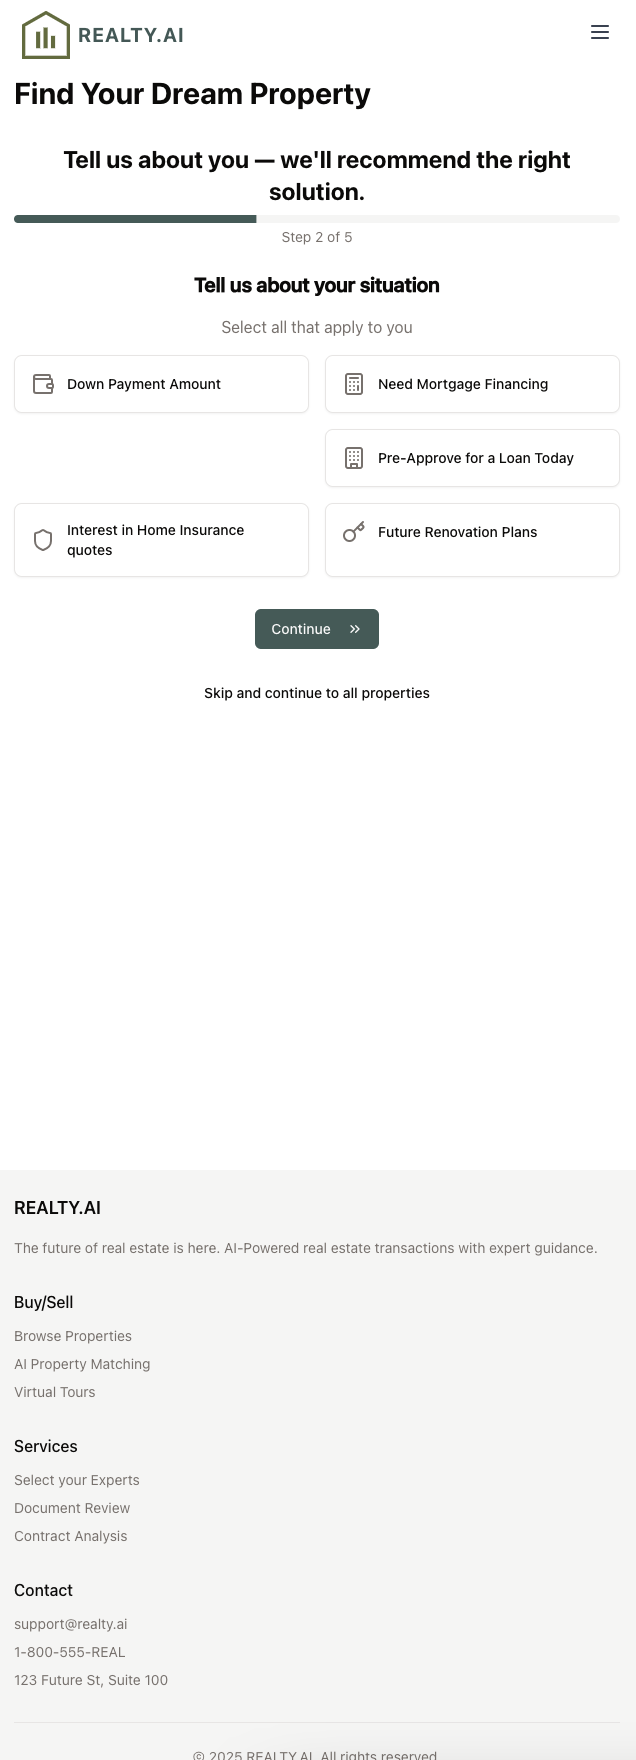 REALTY.AI
Find Your Dream Property
Tell us about you — we'll recommend the right
solution.
Step 2 of 5
Tell us about your situation
Select all that apply to you
Down Payment Amount
Need Mortgage Financing
Pre-Approve for a Loan Today
Interest in Home Insurance
quotes
Future Renovation Plans
Continue
Skip and continue to all properties
REALTY.AI
The future of real estate is here. AI-Powered real estate transactions with expert guidance.
Buy/Sell
Browse Properties
AI Property Matching
Virtual Tours
Services
Select your Experts
Document Review
Contract Analysis
Contact
support@realty.ai
1-800-555-REAL
123 Future St, Suite 100
© 2025 REALTY.AI. All rights reserved.